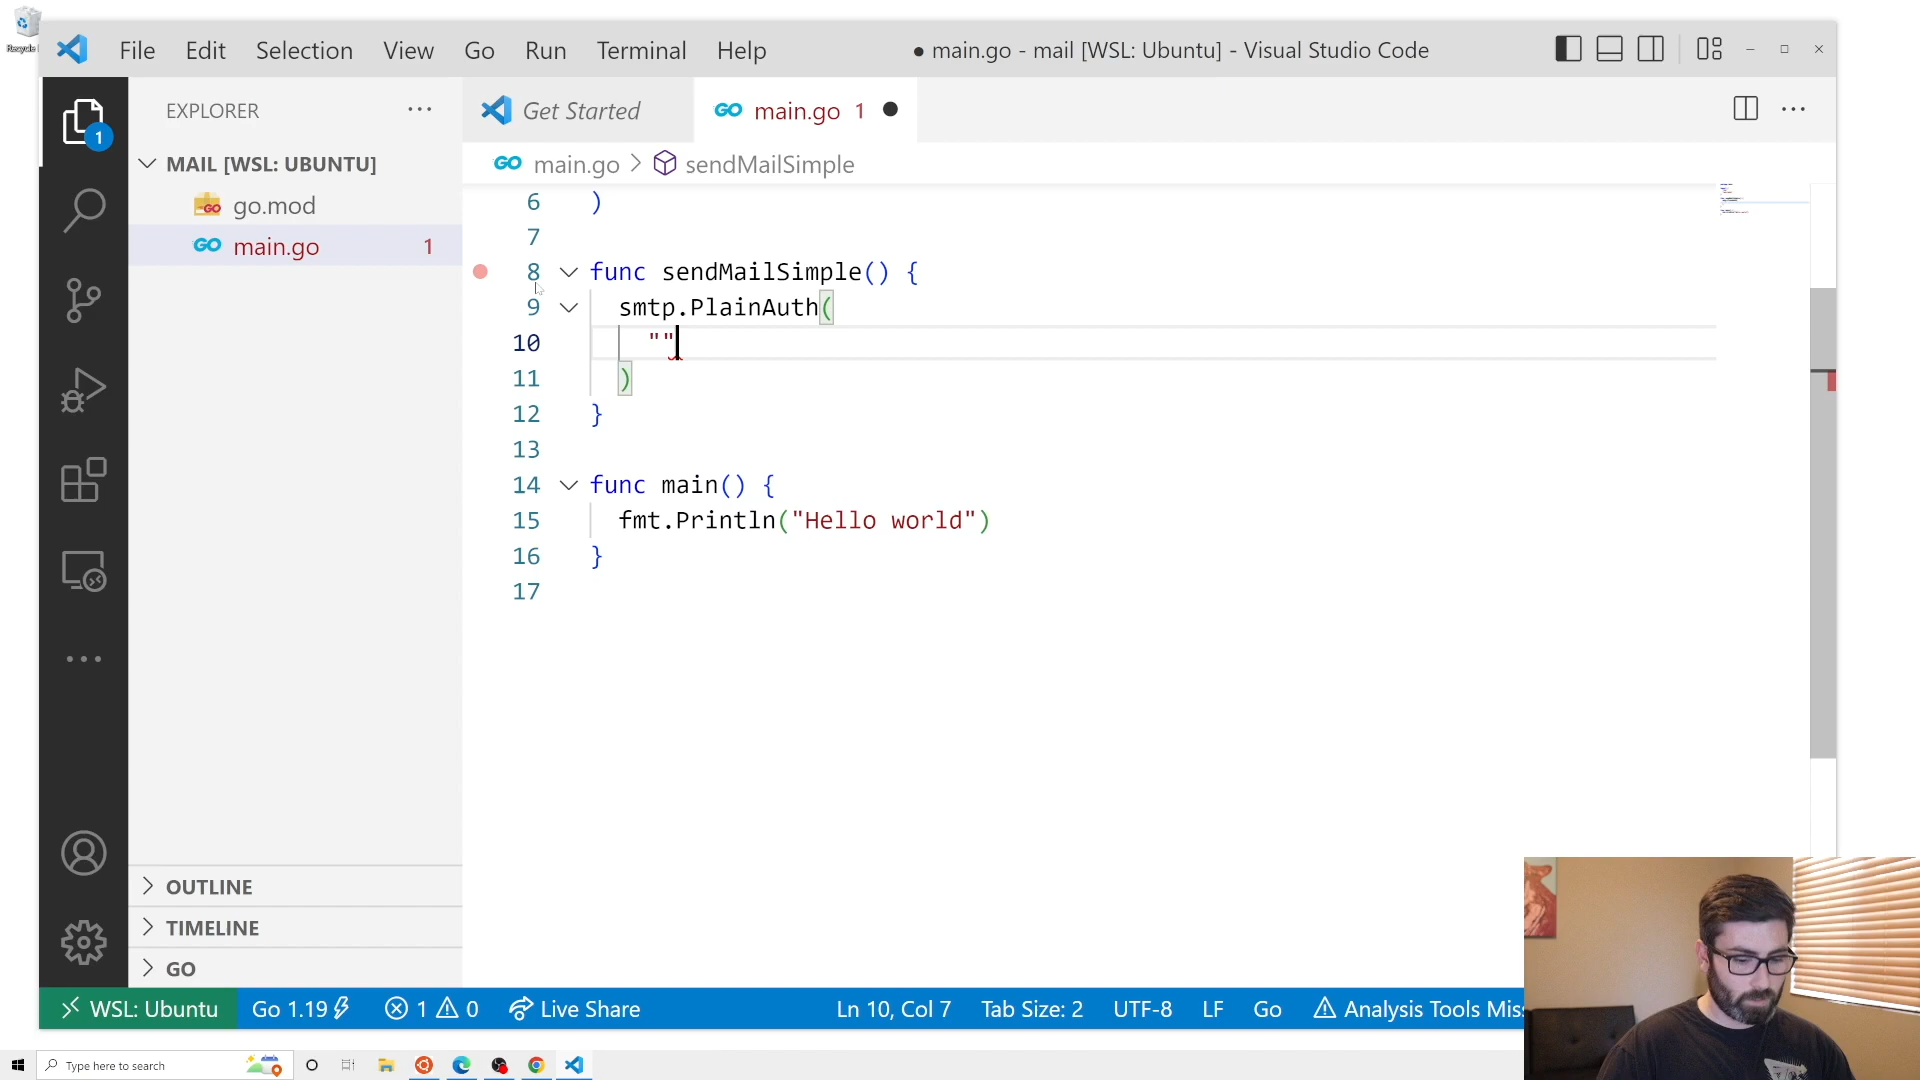 Recycle
File Edit Selection View Go Run Terminal Help ● main.go - mail [WSL: Ubuntu] - Visual Studio Code
EXPLORER ···
Get Started
main.go 1
1
MAIL [WSL: UBUNTU]
main.go > sendMailSimple
go.mod
main.go 1
6 )
7
8 func sendMailSimple() {
9 smtp.PlainAuth(
10 ""
11 )
12 }
13
14 func main() {
15 fmt.Println("Hello world")
16 }
17
OUTLINE
TIMELINE
GO
WSL: Ubuntu Go 1.19 1 0 Live Share Ln 10, Col 7 Tab Size: 2 UTF-8 LF Go Analysis Tools Miss
Type here to search